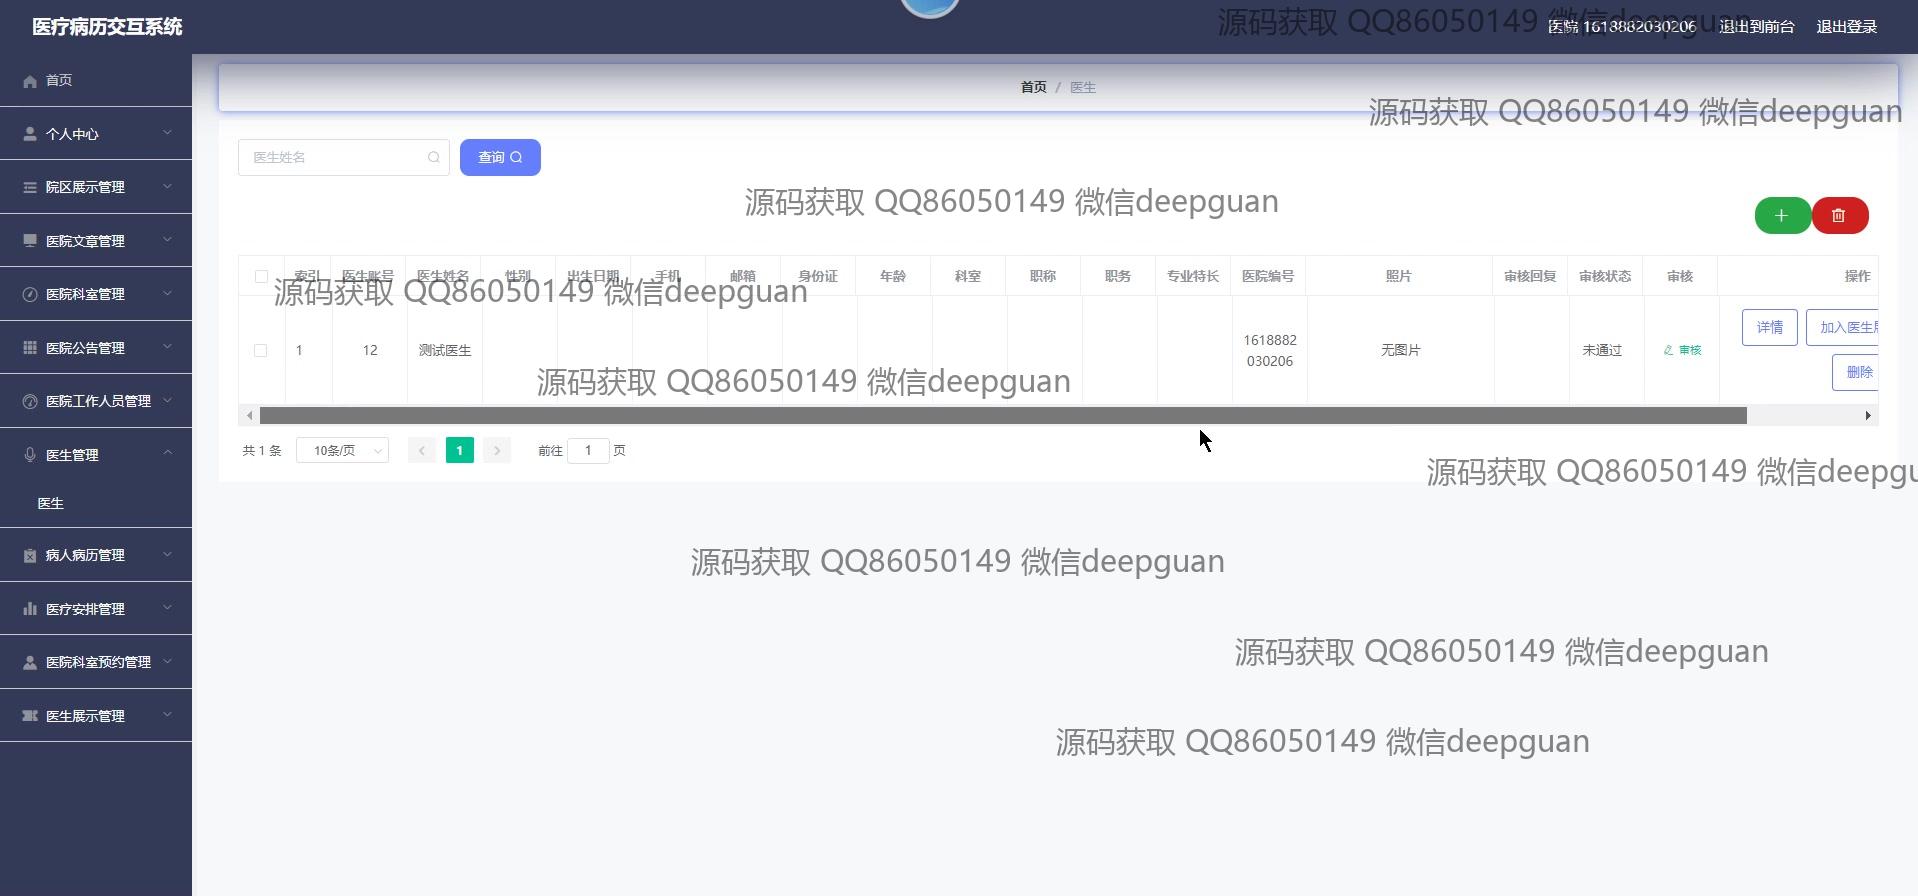 医疗病历交互系统
源码获取 QQ86050149 微信deepguan
医院 1618882030206 退出到前台 退出登录
首页
个人中心
院区展示管理
医院文章管理
医院科室管理
医院公告管理
医院工作人员管理
医生管理
医生
病人病历管理
医疗安排管理
医院科室预约管理
医生展示管理
首页 / 医生
源码获取 QQ86050149 微信deepguan
医生姓名 查询
源码获取 QQ86050149 微信deepguan
索引 医生账号 医生姓名 性别 出生日期 手机 邮箱 身份证 年龄 科室 职称 职务 专业特长 医院编号 照片 审核回复 审核状态 审核 操作
源码获取 QQ86050149 微信deepguan
1 12 测试医生 1618882 无图片 未通过 审核 详情 加入医生
030206 删除
源码获取 QQ86050149 微信deepguan
共 1 条 10条/页 1 前往 1 页
源码获取 QQ86050149 微信deepgu
源码获取 QQ86050149 微信deepguan
源码获取 QQ86050149 微信deepguan
源码获取 QQ86050149 微信deepguan